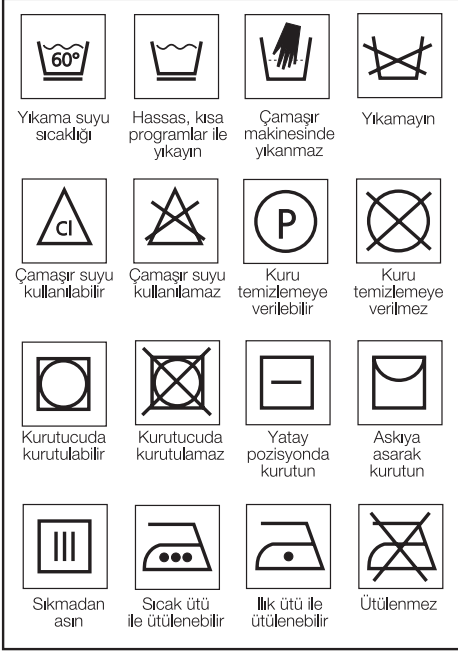 60°
Yıkama suyu
sıcaklığı
Hassas, kısa
programlar ile
yıkayın
Çamaşır
makinesinde
yıkanmaz
Yıkamayın
Cl
Çamaşır suyu
kullanılabilir
Çamaşır suyu
kullanılamaz
P
Kuru
temizlemeye
verilebilir
Kuru
temizlemeye
verilmez
Kurutucuda
kurutulabilir
Kurutucuda
kurutulamaz
Yatay
pozisyonda
kurutun
Askıya
asarak
kurutun
Sıkmadan
asın
Sıcak ütü
ile ütülenebilir
Ilık ütü ile
ütülenebilir
Ütülenmez